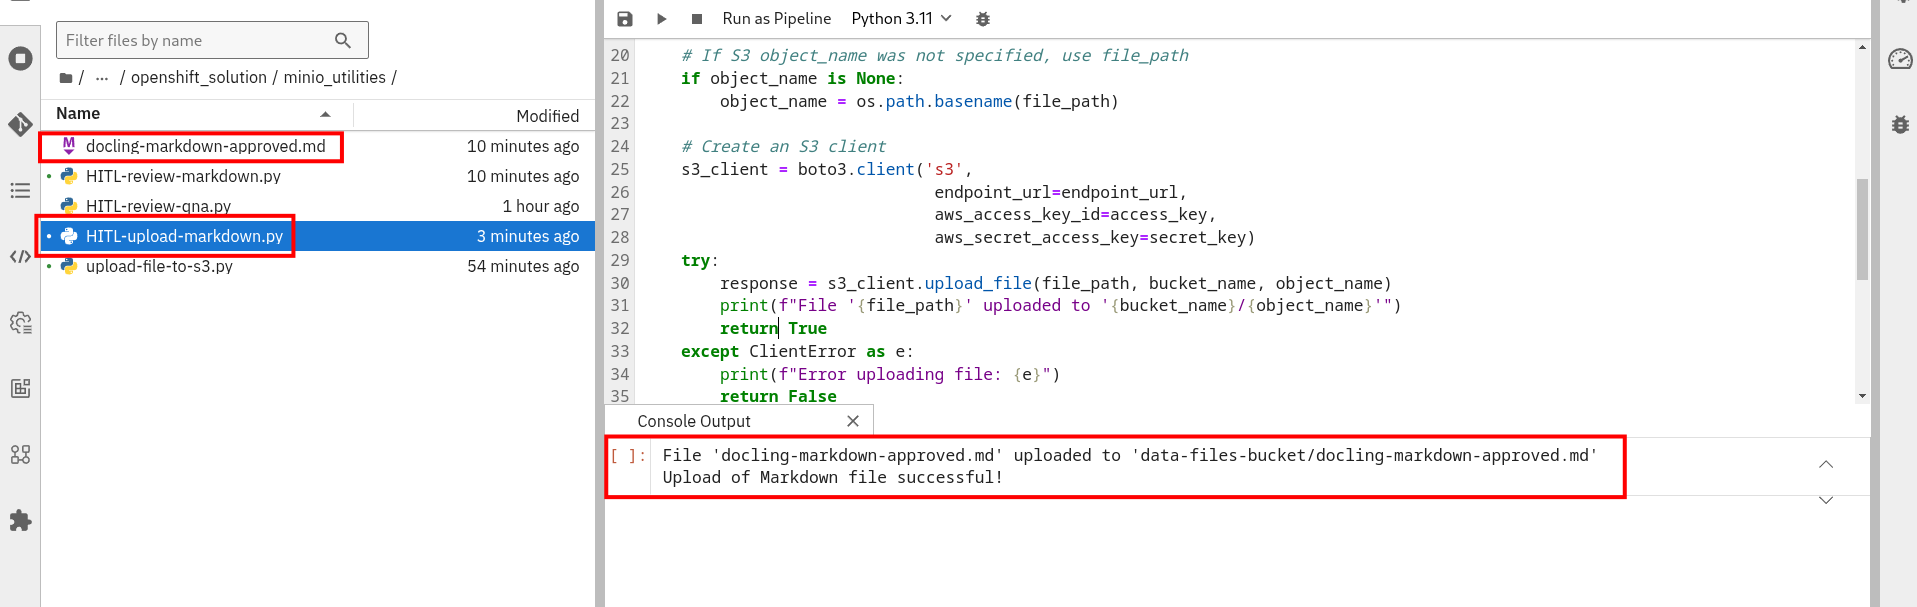 Filter files by name
/ ... / openshift_solution / minio_utilities /
Name Modified
docling-markdown-approved.md 10 minutes ago
HITL-review-markdown.py 10 minutes ago
HITL-review-qna.py 1 hour ago
HITL-upload-markdown.py 3 minutes ago
upload-file-to-s3.py 54 minutes ago
Run as Pipeline Python 3.11
20 # If S3 object_name was not specified, use file_path
21 if object_name is None:
22 object_name = os.path.basename(file_path)
23
24 # Create an S3 client
25 s3_client = boto3.client('s3',
26 endpoint_url=endpoint_url,
27 aws_access_key_id=access_key,
28 aws_secret_access_key=secret_key)
29 try:
30 response = s3_client.upload_file(file_path, bucket_name, object_name)
31 print(f"File '{file_path}' uploaded to '{bucket_name}/{object_name}'")
32 return True
33 except ClientError as e:
34 print(f"Error uploading file: {e}")
35 return False
Console Output
[ ]: File 'docling-markdown-approved.md' uploaded to 'data-files-bucket/docling-markdown-approved.md'
Upload of Markdown file successful!